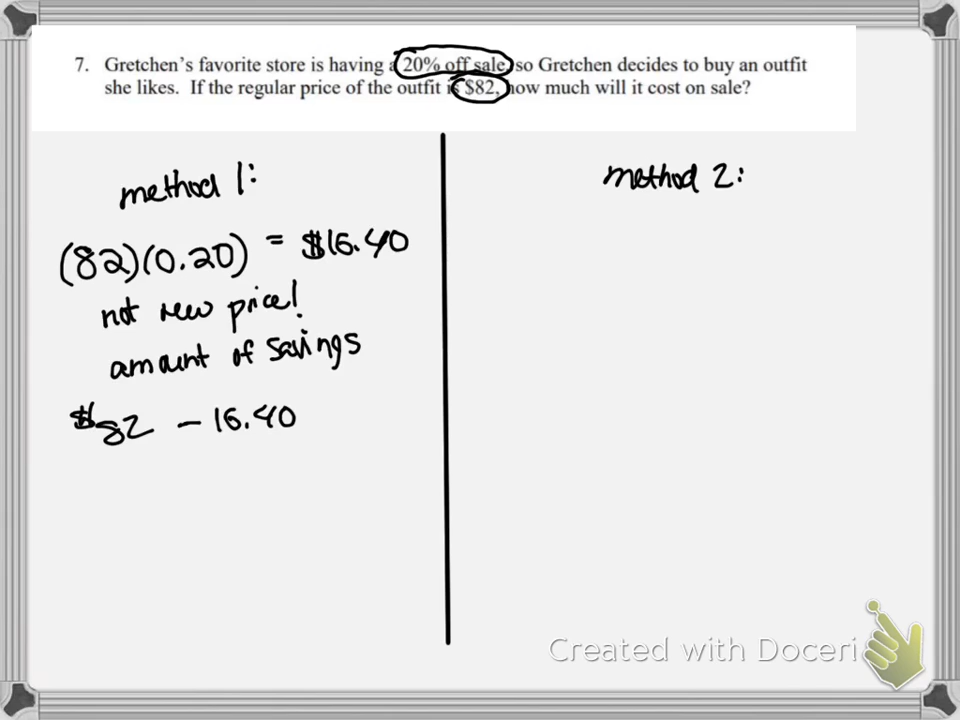 7. Gretchen's favorite store is having a 20% off sale, so Gretchen decides to buy an outfit
she likes. If the regular price of the outfit is $82, how much will it cost on sale?
method 1:
(82)(0.20) = $16.40
not new price!
amount of savings
$82 - 16.40
method 2:
Created with Doceri